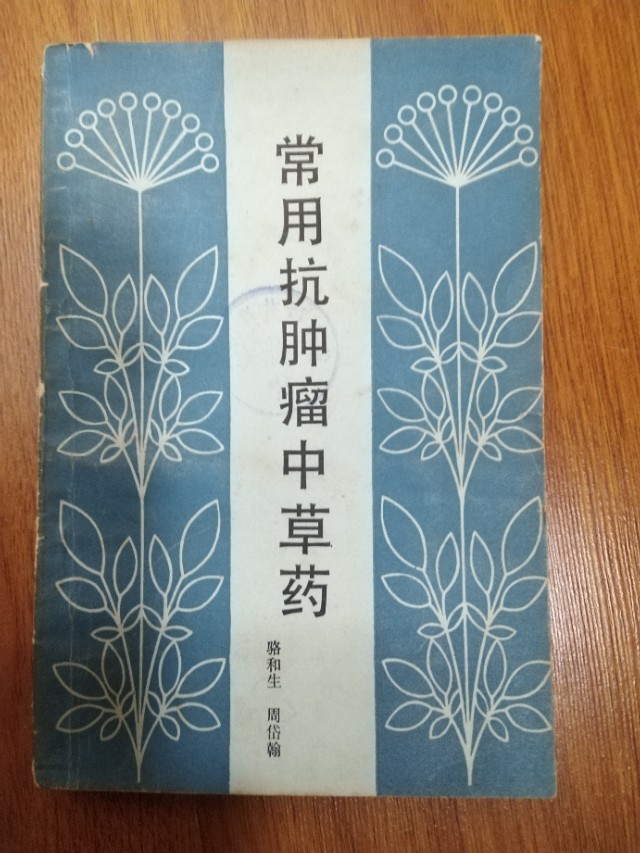 常用抗肿瘤中草药
骆和生 周岱翰